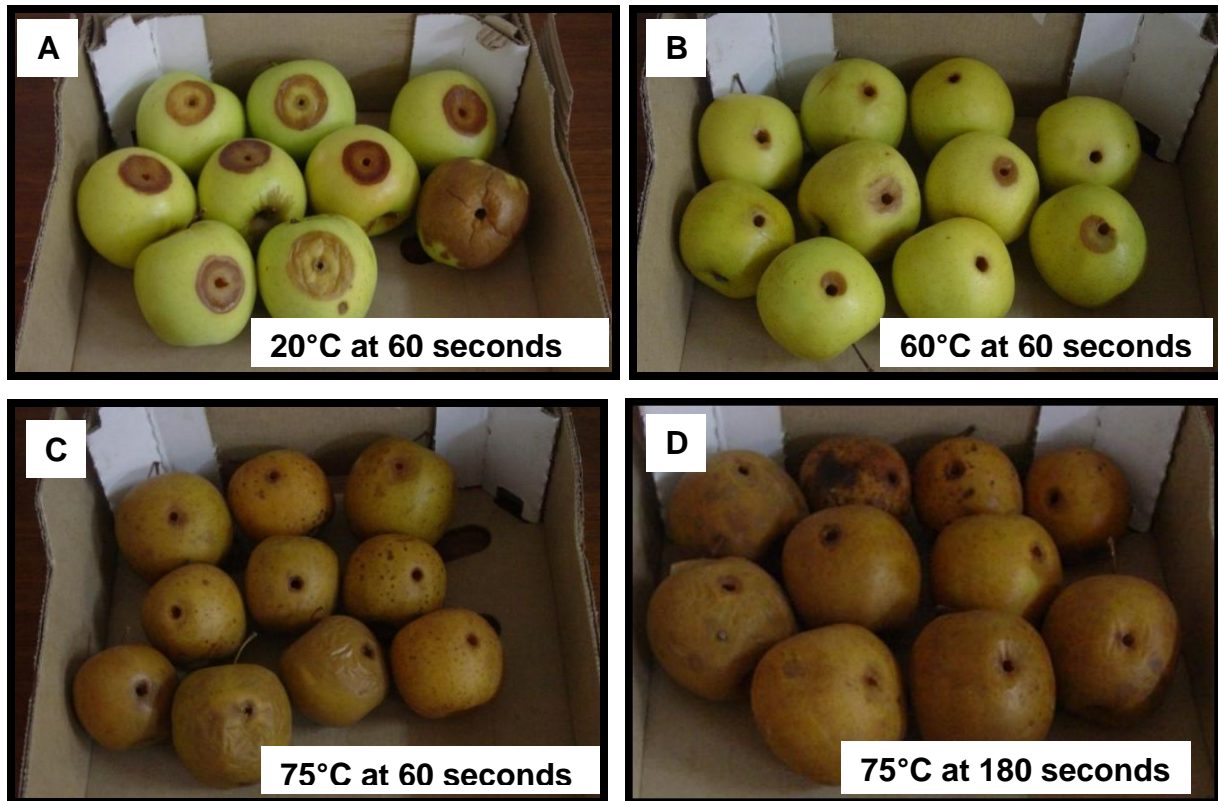 A
B
20°C at 60 seconds
60°C at 60 seconds
C
D
75°C at 60 seconds
75°C at 180 seconds